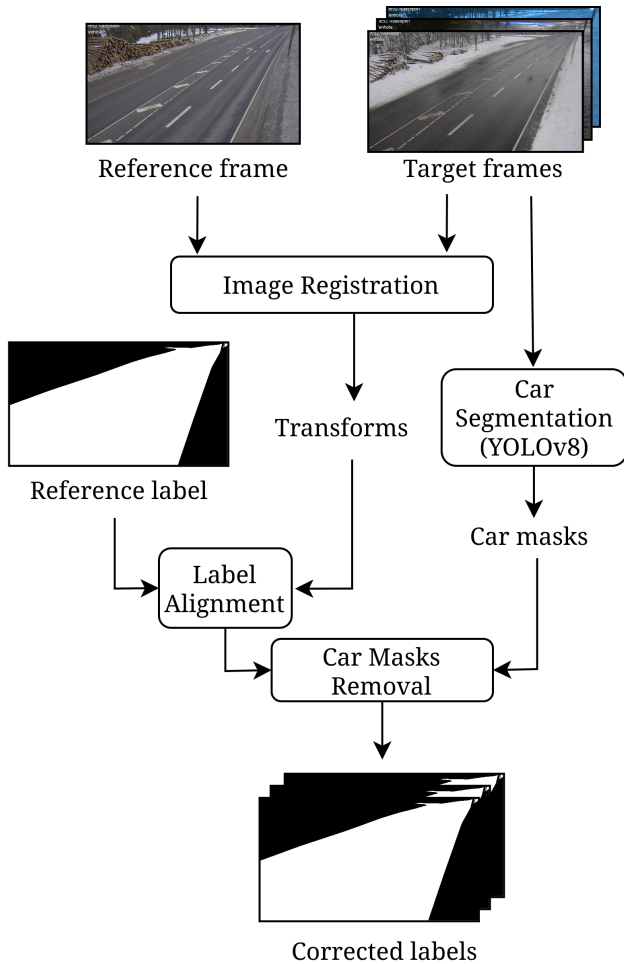 Reference frame
Target frames
Image Registration
Transforms
Car
Segmentation
(YOLOv8)
Reference label
Car masks
Label
Alignment
Car Masks
Removal
Corrected labels